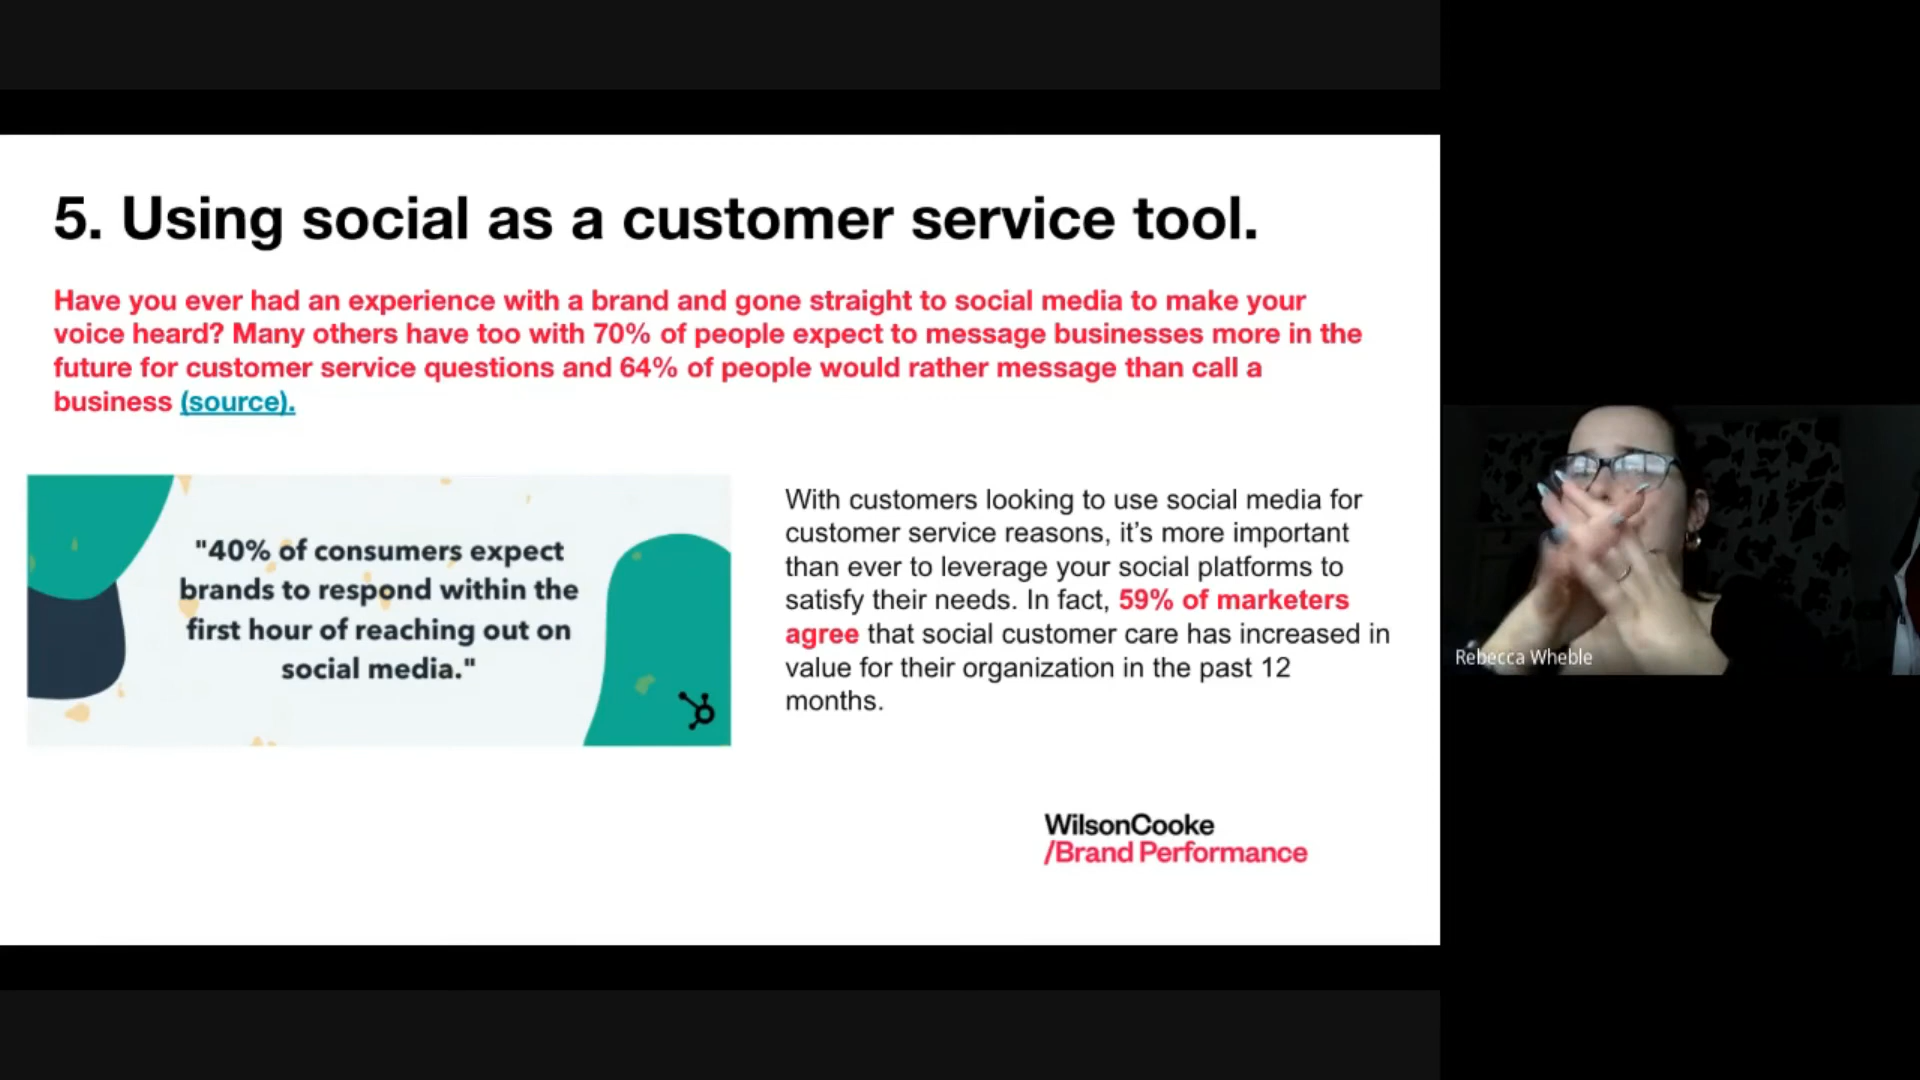 5. Using social as a customer service tool.
Have you ever had an experience with a brand and gone straight to social media to make your
voice heard? Many others have too with 70% of people expect to message businesses more in the
future for customer service questions and 64% of people would rather message than call a
business (source).
"40% of consumers expect
brands to respond within the
first hour of reaching out on
social media."
With customers looking to use social media for
customer service reasons, it’s more important
than ever to leverage your social platforms to
satisfy their needs. In fact, 59% of marketers
agree that social customer care has increased in
value for their organization in the past 12
months.
WilsonCooke
/Brand Performance
Rebecca Wheble